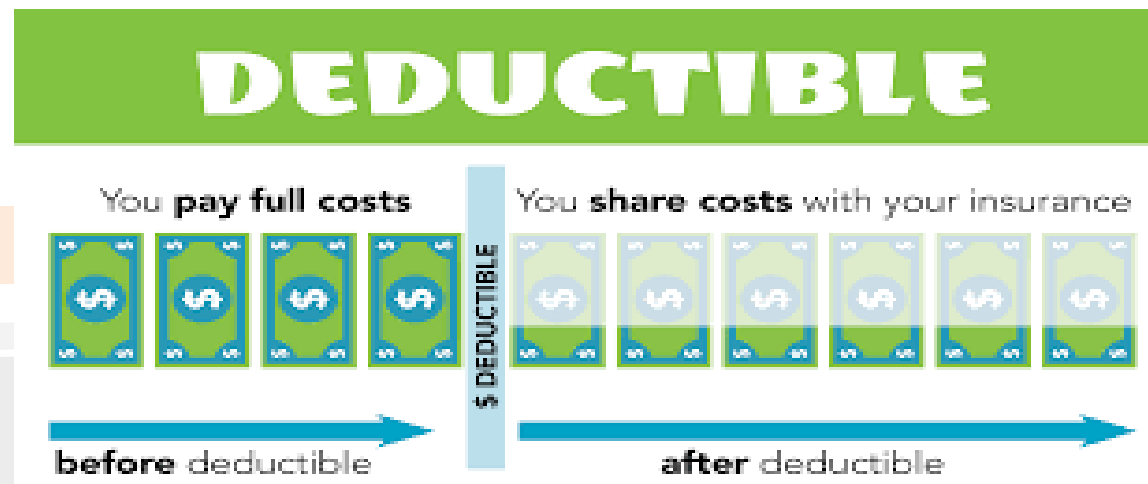 DEDUCTIBLE
You pay full costs
$ DEDUCTIBLE
You share costs with your insurance
$ $ $ $
$ $ $ $ $ $
before deductible
after deductible